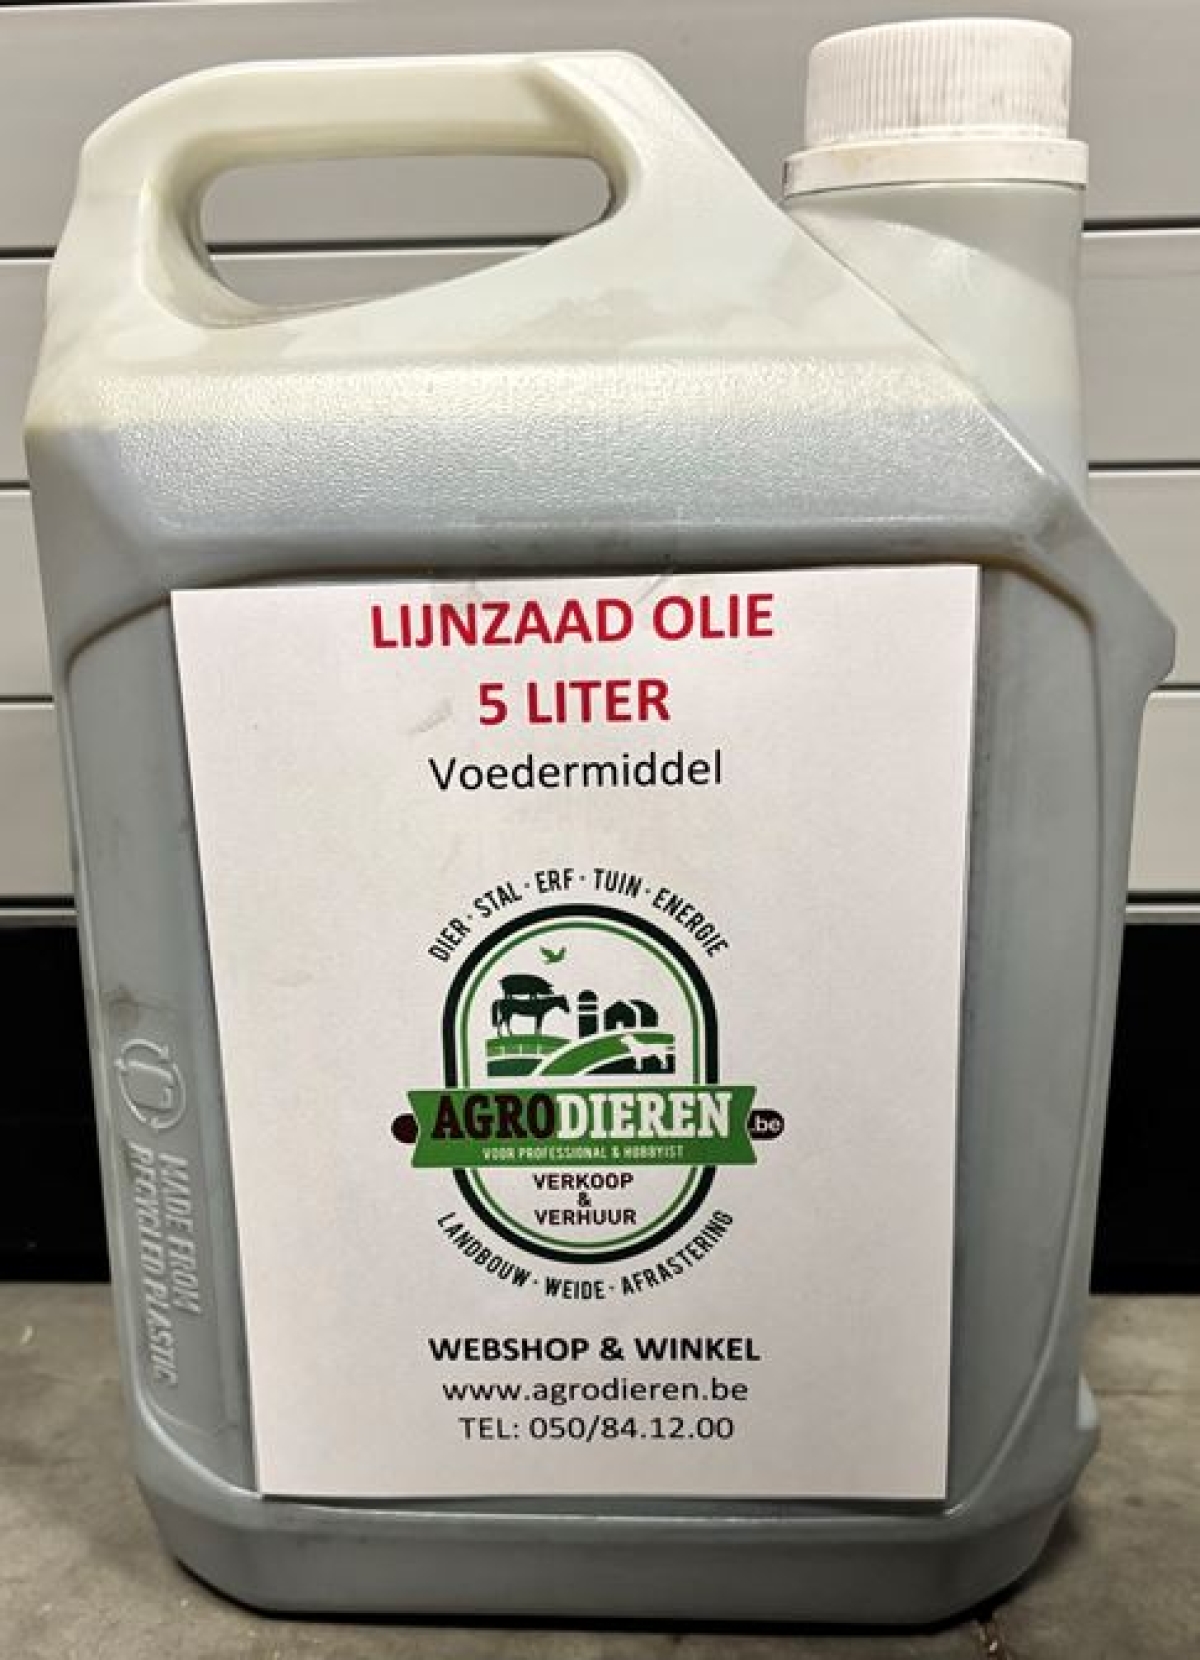 LIJNZAAD OLIE
5 LITER
Voedermiddel
DIER · STAL · ERF · TUIN · ENERGIE
AGRODIEREN.be
VOOR PROFESSIONAL & HOBBYIST
VERKOOP
&
VERHUUR
LANDBOUW · WEIDE · AFRASTERING
WEBSHOP & WINKEL
www.agrodieren.be
TEL: 050/84.12.00
MADE FROM
RECYCLED PLASTIC